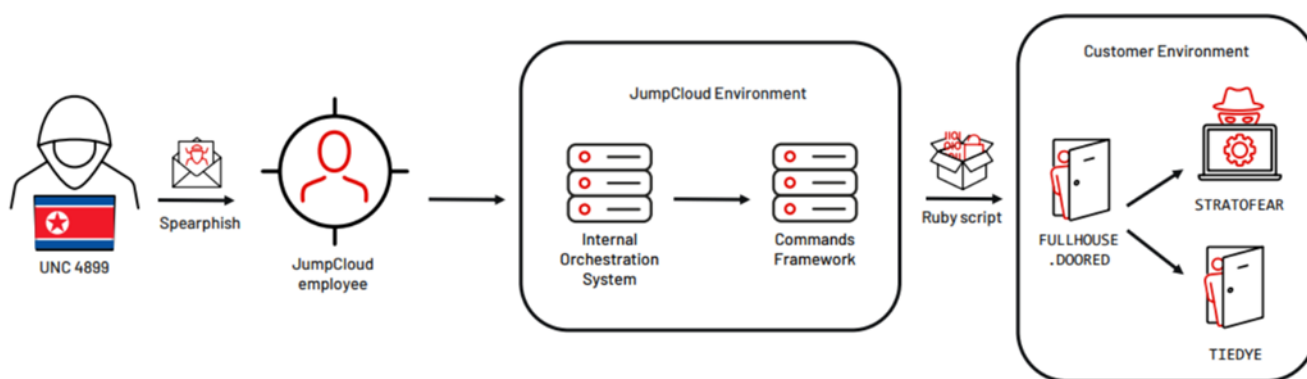 UNC 4899
Spearphish
JumpCloud
employee
JumpCloud Environment
Internal
Orchestration
System
Commands
Framework
Ruby script
Customer Environment
FULLHOUSE
.DOORED
STRATOFEAR
TIEDYE